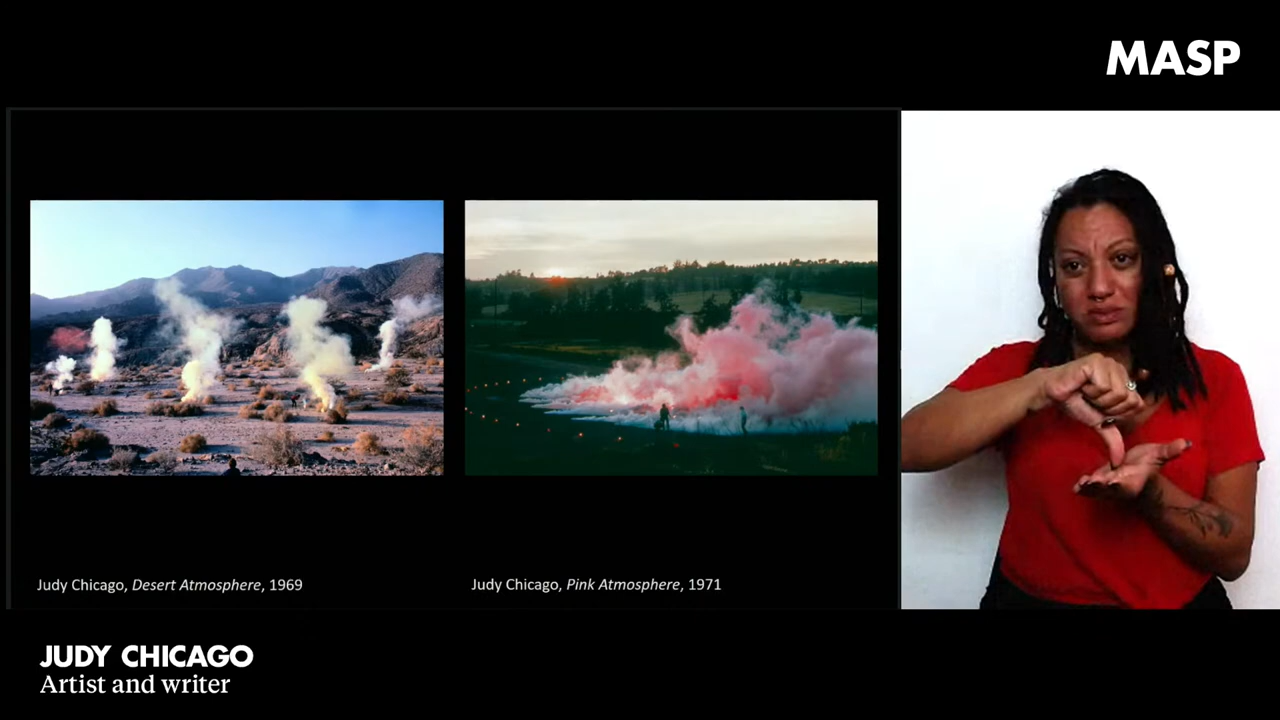 MASP
Judy Chicago, Desert Atmosphere, 1969
Judy Chicago, Pink Atmosphere, 1971
JUDY CHICAGO
Artist and writer